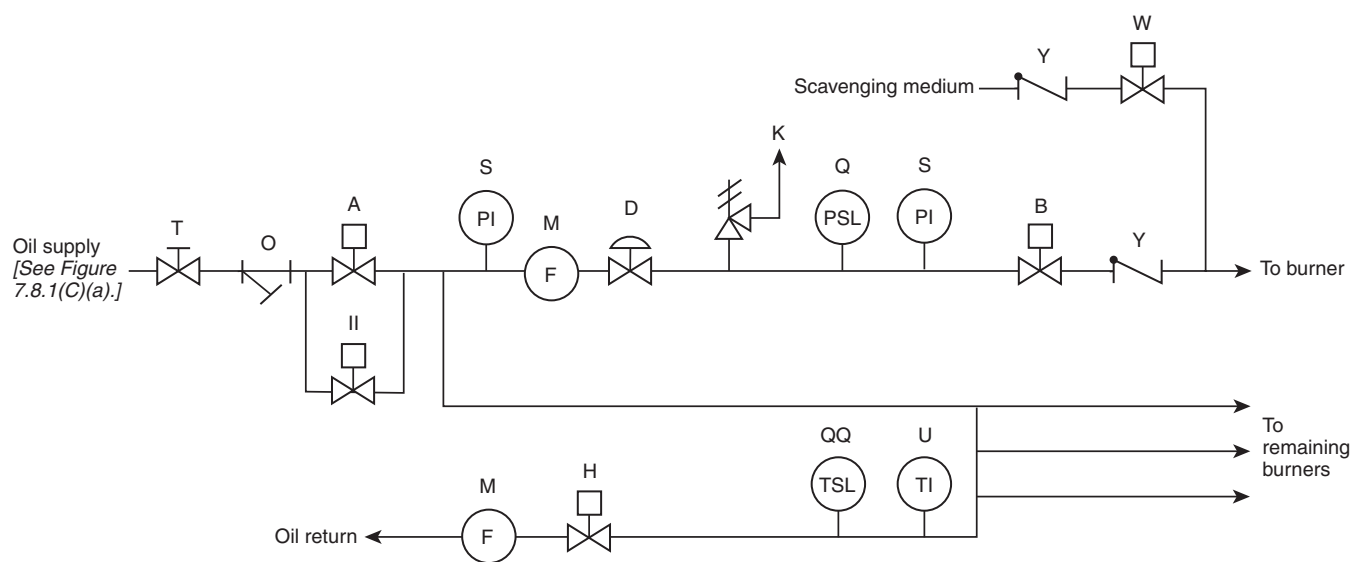 W
Y
Scavenging medium
K
S
Q
S
A
M
D
B
T
O
PI
PSL
PI
Y
Oil supply
[See Figure
7.8.1(C)(a).]
F
To burner
II
QQ
U
To
remaining
burners
M
H
TSL
TI
Oil return
F